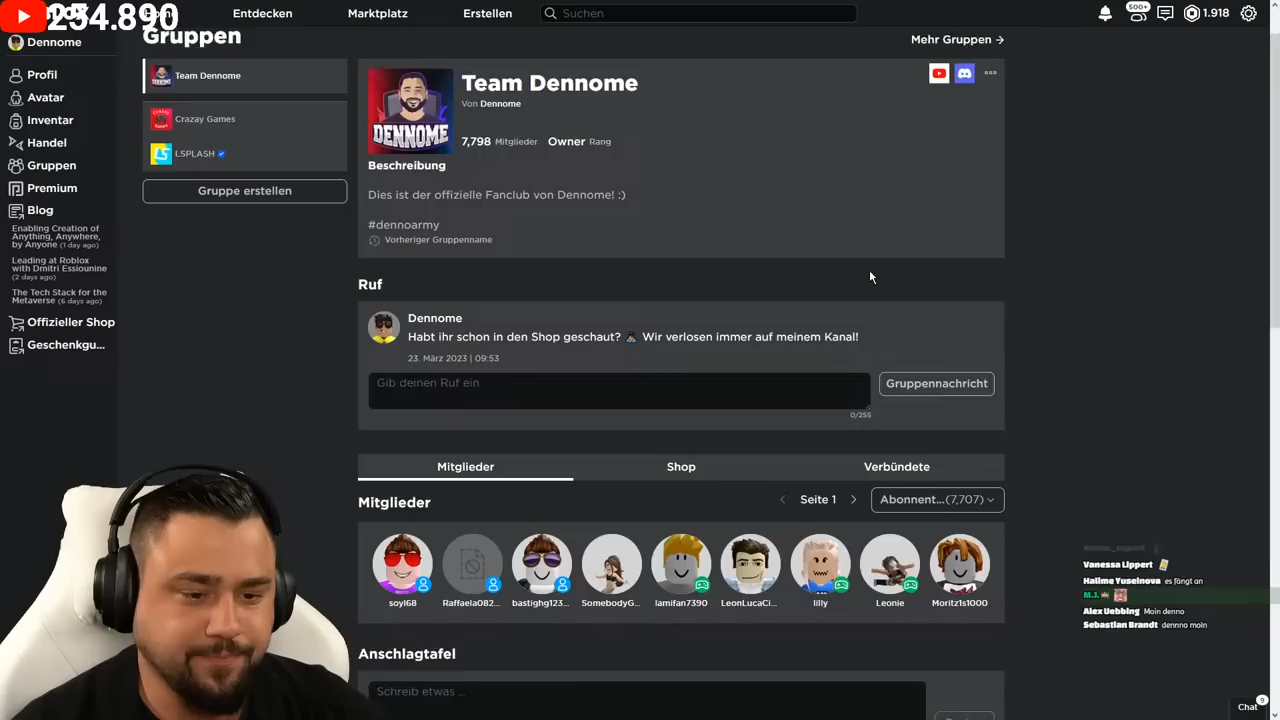 254.890
Entdecken
Marktplatz
Erstellen
Suchen
500+
1.918
Dennome
Profil
Avatar
Inventar
Handel
Gruppen
Premium
Blog
Enabling Creation of
Anything, Anywhere,
by Anyone (1 day ago)
Leading at Roblox
with Dmitri Essiounine
(2 days ago)
The Tech Stack for the
Metaverse (6 days ago)
Offizieller Shop
Geschenkgu...
Gruppen
Mehr Gruppen →
Team Dennome
Crazay Games
LSPLASH
Gruppe erstellen
DENNOME
Team Dennome
Von Dennome
7,798 Mitglieder Owner Rang
Beschreibung
Dies ist der offizielle Fanclub von Dennome! :)
#dennoarmy
Vorheriger Gruppenname
Ruf
Dennome
Habt ihr schon in den Shop geschaut? Wir verlosen immer auf meinem Kanal!
23. März 2023 | 09:53
Gib deinen Ruf ein
Gruppennachricht
0/255
Mitglieder
Shop
Verbündete
Mitglieder
Seite 1
Abonnent... (7,707)
soyl68
Raffaela082...
bastighg123...
SomebodyG...
lamifan7390
LeonLucaCi...
lilly
Leonie
Moritz1s1000
Anschlagtafel
Schreib etwas ...
Vanessa Lippert
Halime Yuseinova es fängt an
M.J.
Alex Uebbing Moin denno
Sebastian Brandt dennno moin
Chat
9